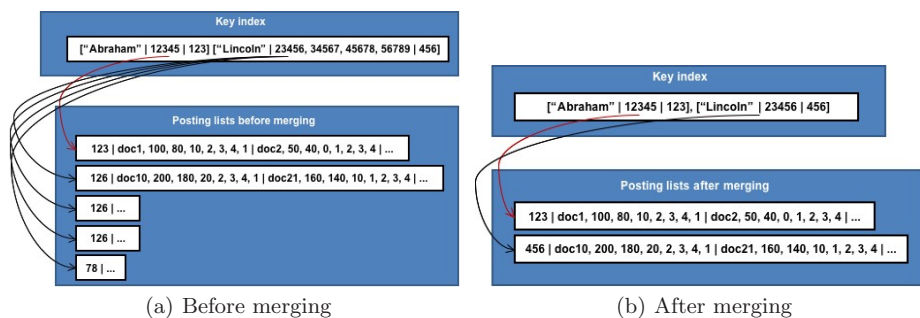 Key index
["Abraham" | 12345 | 123] ["Lincoln" | 23456, 34567, 45678, 56789 | 456]
Posting lists before merging
123 | doc1, 100, 80, 10, 2, 3, 4, 1 | doc2, 50, 40, 0, 1, 2, 3, 4 | ...
126 | doc10, 200, 180, 20, 2, 3, 4, 1 | doc21, 160, 140, 10, 1, 2, 3, 4 | ...
126 | ...
126 | ...
78 | ...
(a) Before merging
Key index
["Abraham" | 12345 | 123], ["Lincoln" | 23456 | 456]
Posting lists after merging
123 | doc1, 100, 80, 10, 2, 3, 4, 1 | doc2, 50, 40, 0, 1, 2, 3, 4 | ...
456 | doc10, 200, 180, 20, 2, 3, 4, 1 | doc21, 160, 140, 10, 1, 2, 3, 4 | ...
(b) After merging